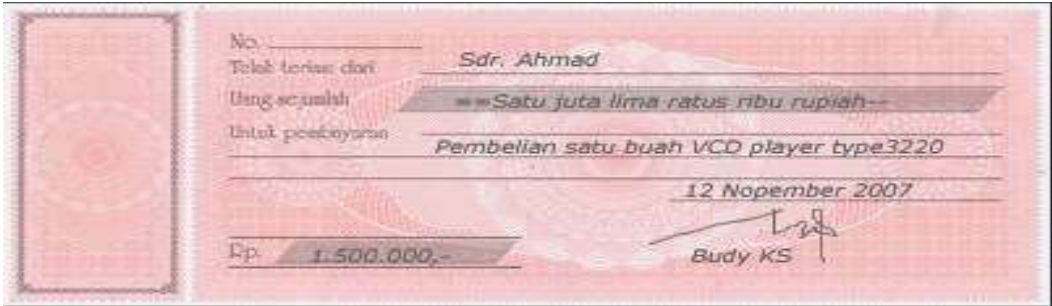 No.
Telah terima dari Sdr. Ahmad
Uang sejumlah ==Satu juta lima ratus ribu rupiah--
Untuk pembayaran
Pembelian satu buah VCD player type3220
12 Nopember 2007
Rp. 1.500.000,-
Budy KS